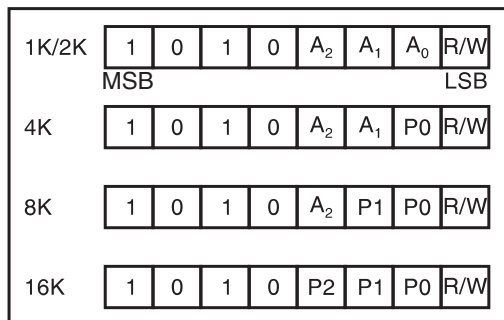 1K/2K 1 0 1 0 A2 A1 A0 R/W
MSB LSB
4K 1 0 1 0 A2 A1 P0 R/W
8K 1 0 1 0 A2 P1 P0 R/W
16K 1 0 1 0 P2 P1 P0 R/W